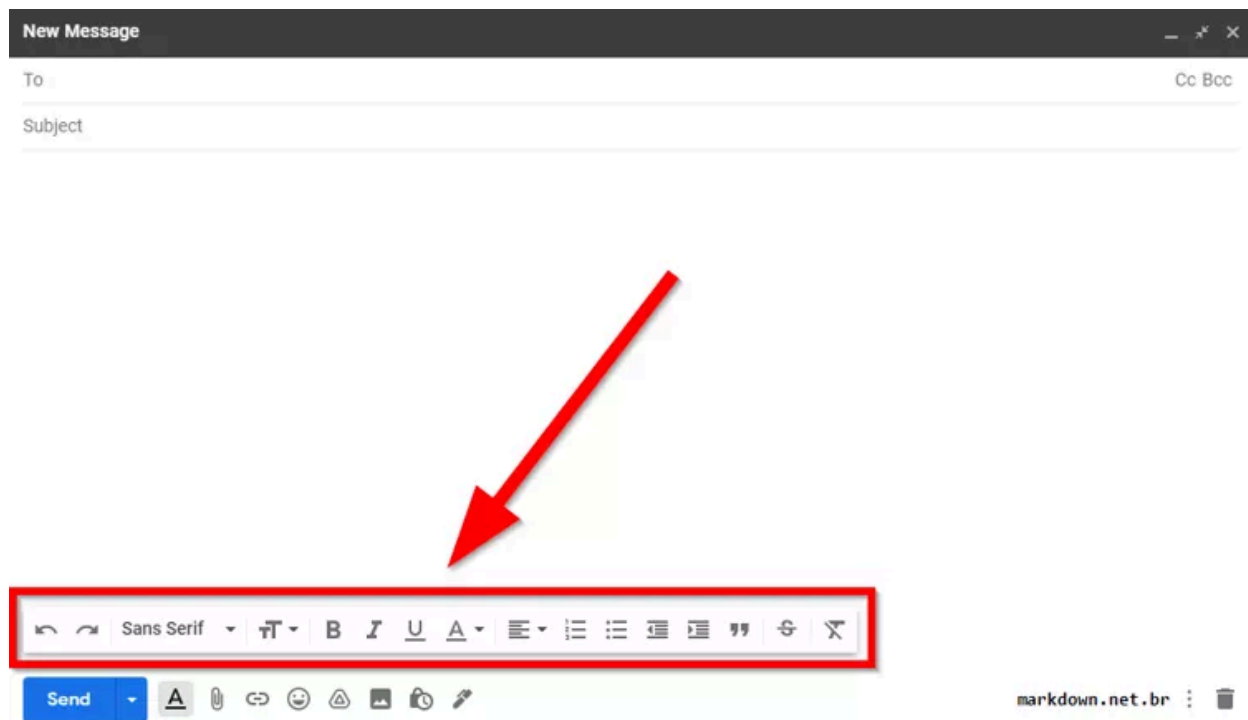 New Message
To Cc Bcc
Subject
Sans Serif B I U A
Send A
markdown.net.br